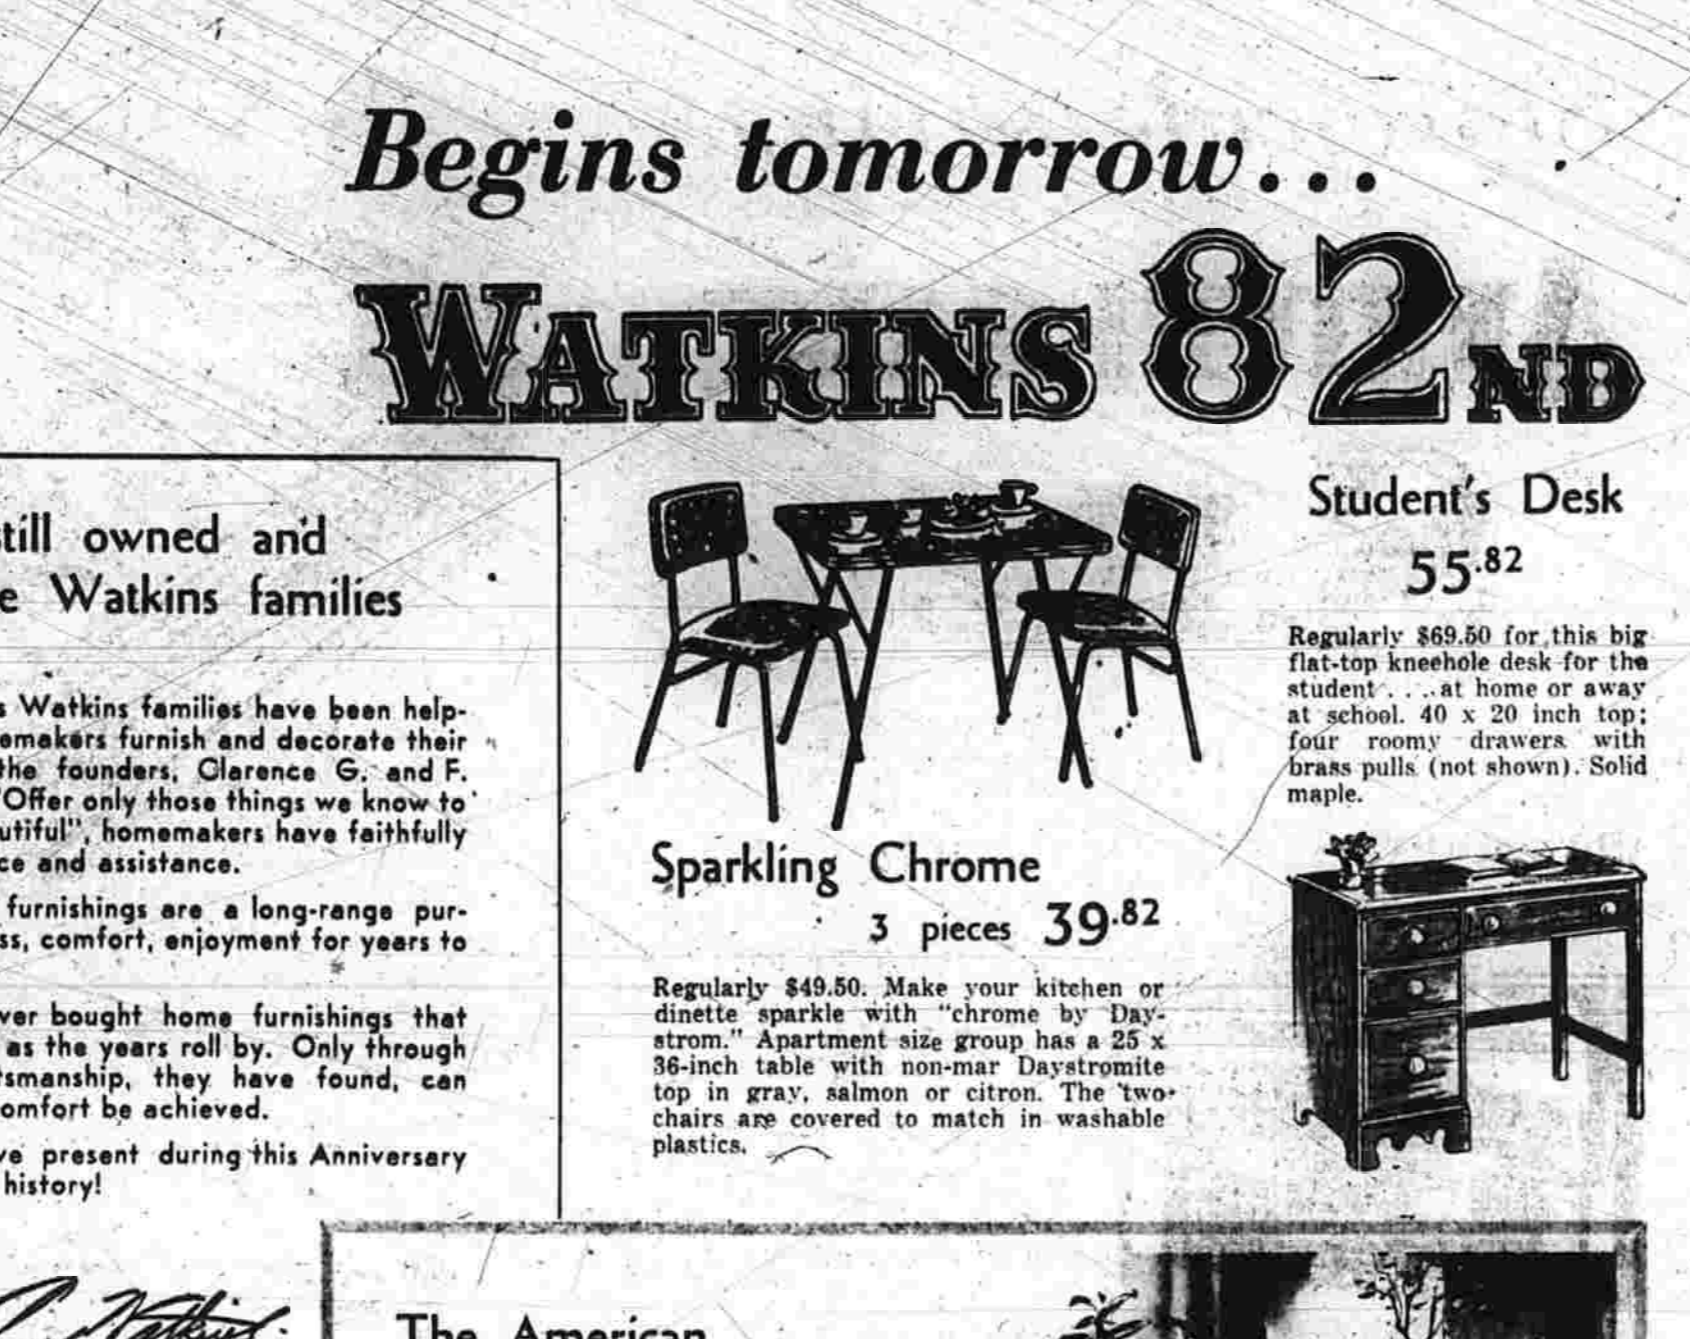 Begins tomorrow...
WATKINS 82ND
still owned and
e Watkins families
s Watkins families have been help-
emakers furnish and decorate their
the founders, Clarence G. and F.
"Offer only those things we know to
utiful", homemakers have faithfully
ce and assistance.
furnishings are a long-range pur-
ss, comfort, enjoyment for years to
ver bought home furnishings that
as the years roll by. Only through
tsmanship, they have found, can
omfort be achieved.
ve present during this Anniversary
history!
Watkins
Sparkling Chrome
3 pieces 39.82
Regularly $49.50. Make your kitchen or
dinette sparkle with "chrome by Day-
strom." Apartment size group has a 25 x
36-inch table with non-mar Daystromite
top in gray, salmon or citron. The two
chairs are covered to match in washable
plastics.
Student's Desk
55.82
Regularly $69.50 for this big
flat-top kneehole desk for the
student . . . at home or away
at school. 40 x 20 inch top;
four roomy drawers with
brass pulls (not shown). Solid
maple.
The American